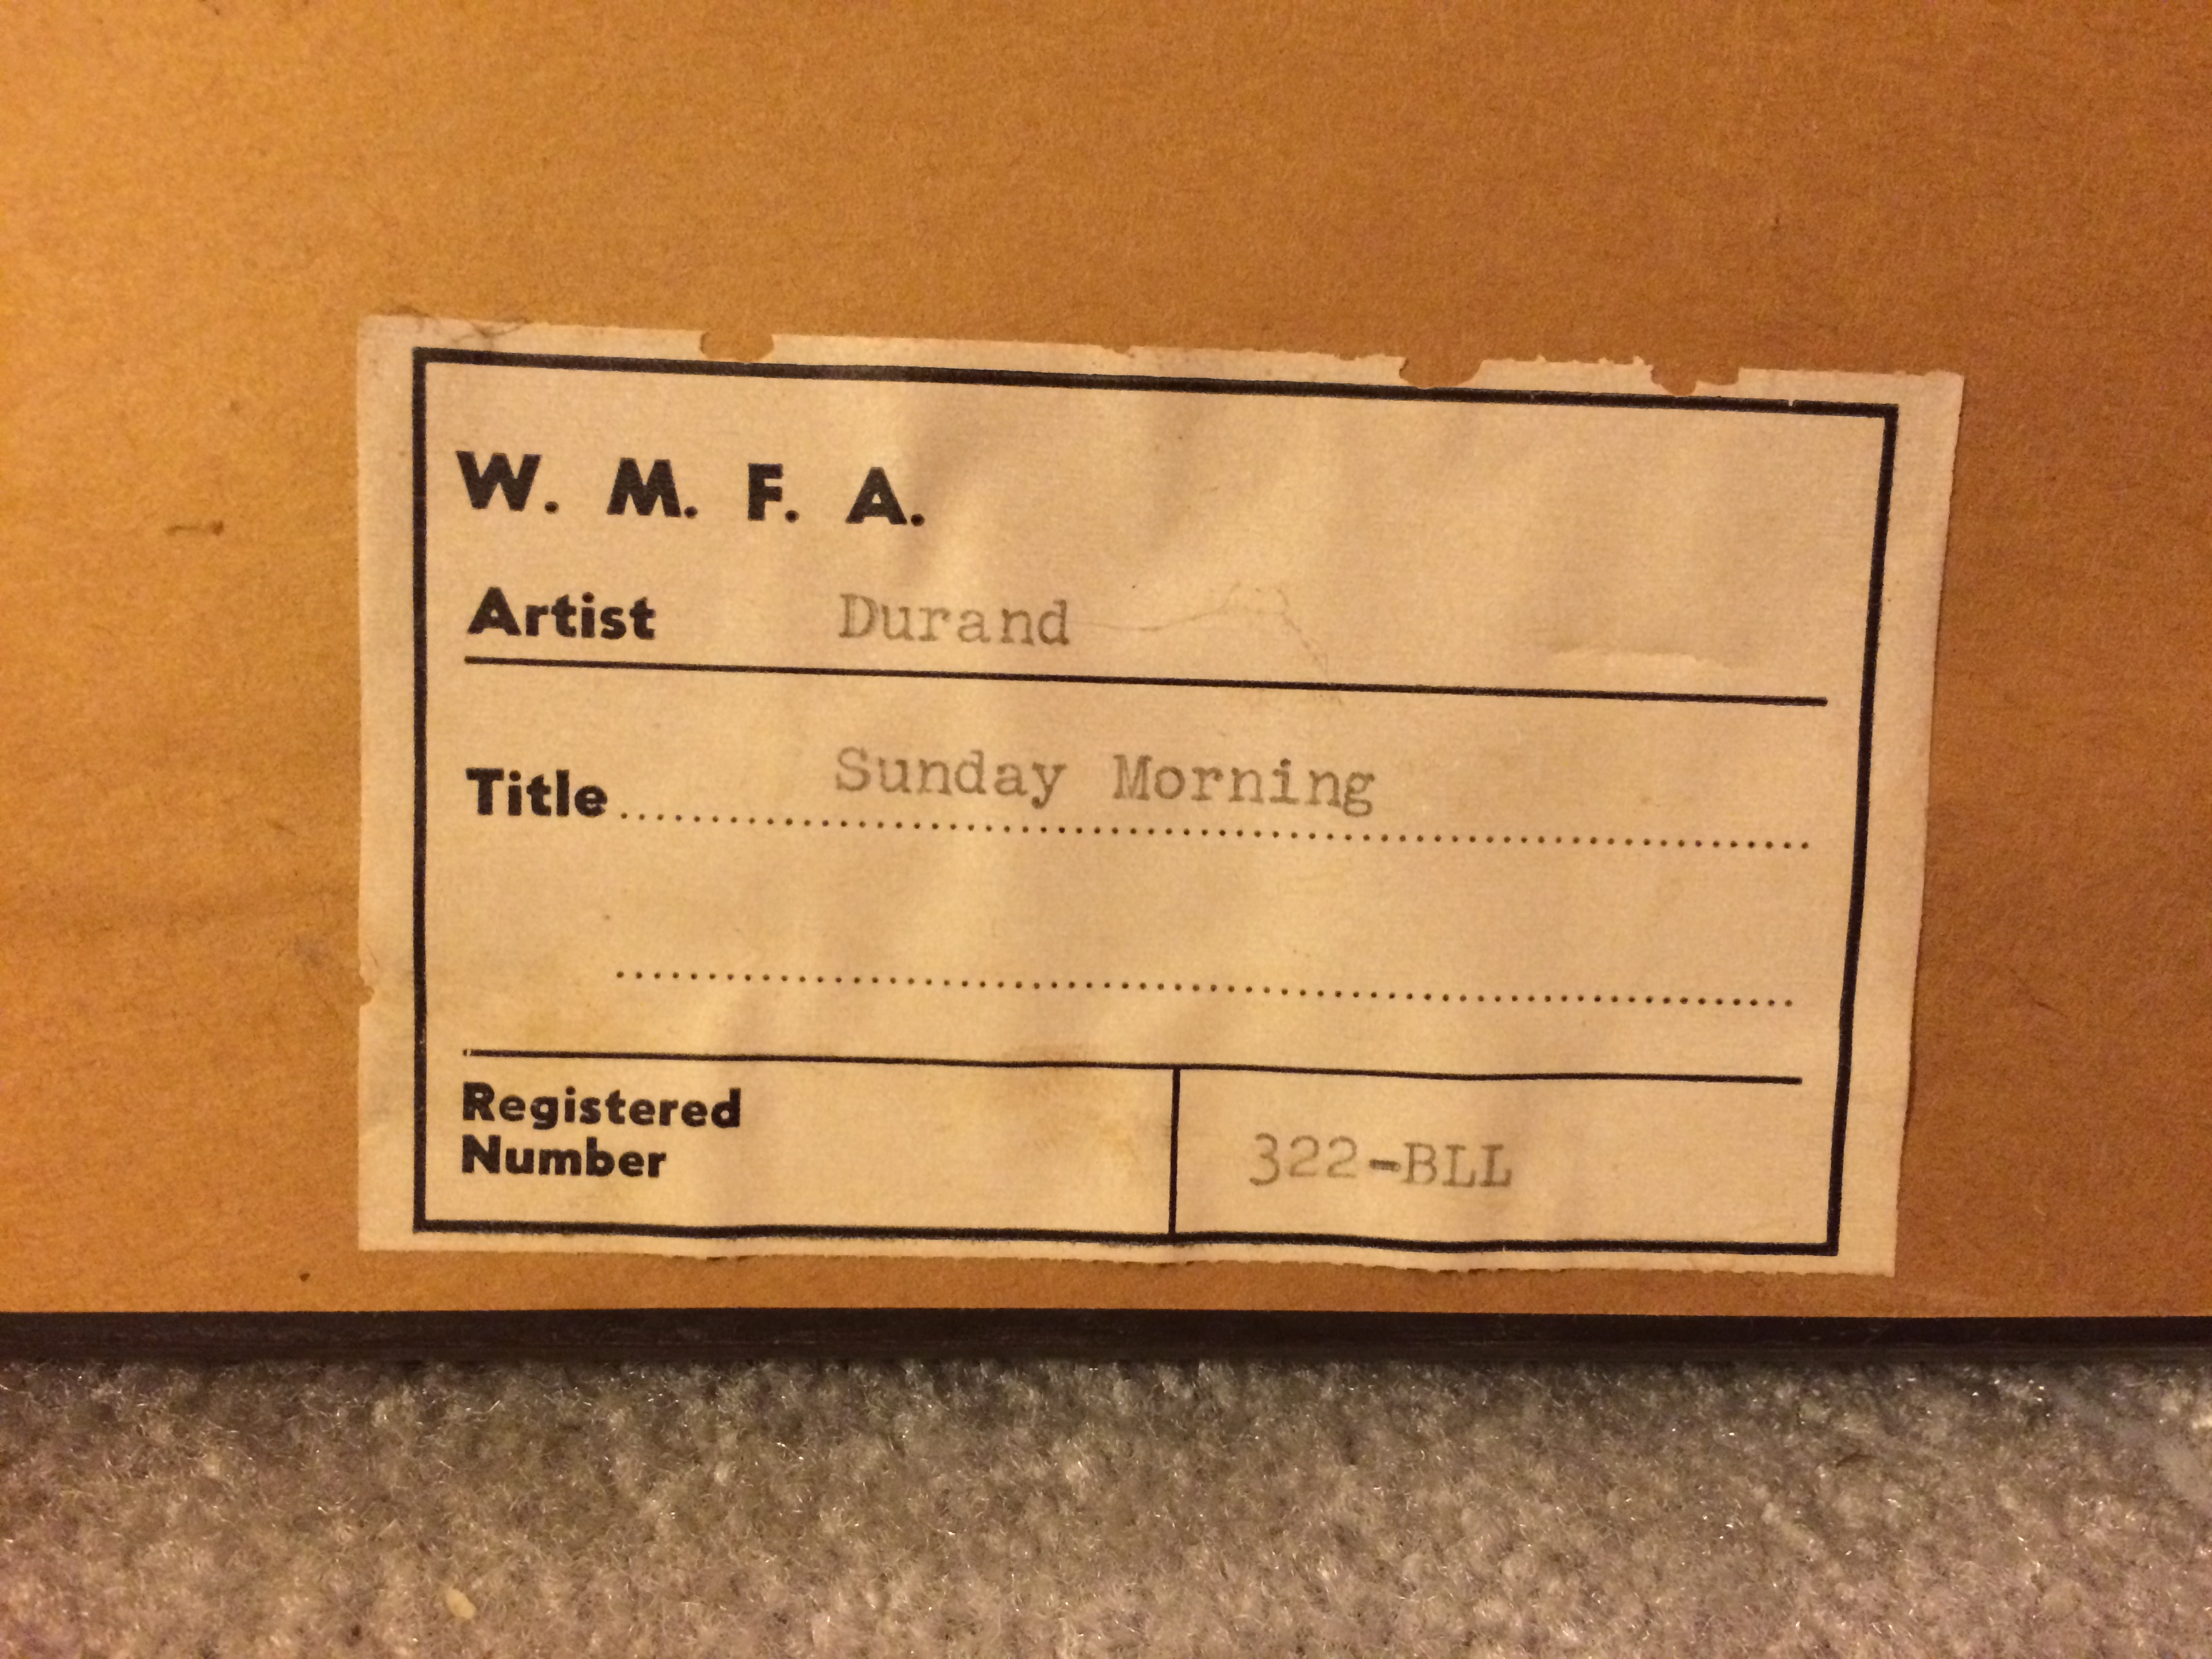 W. M. F. A.
Artist Durand
Title Sunday Morning
Registered
Number 322-BLL